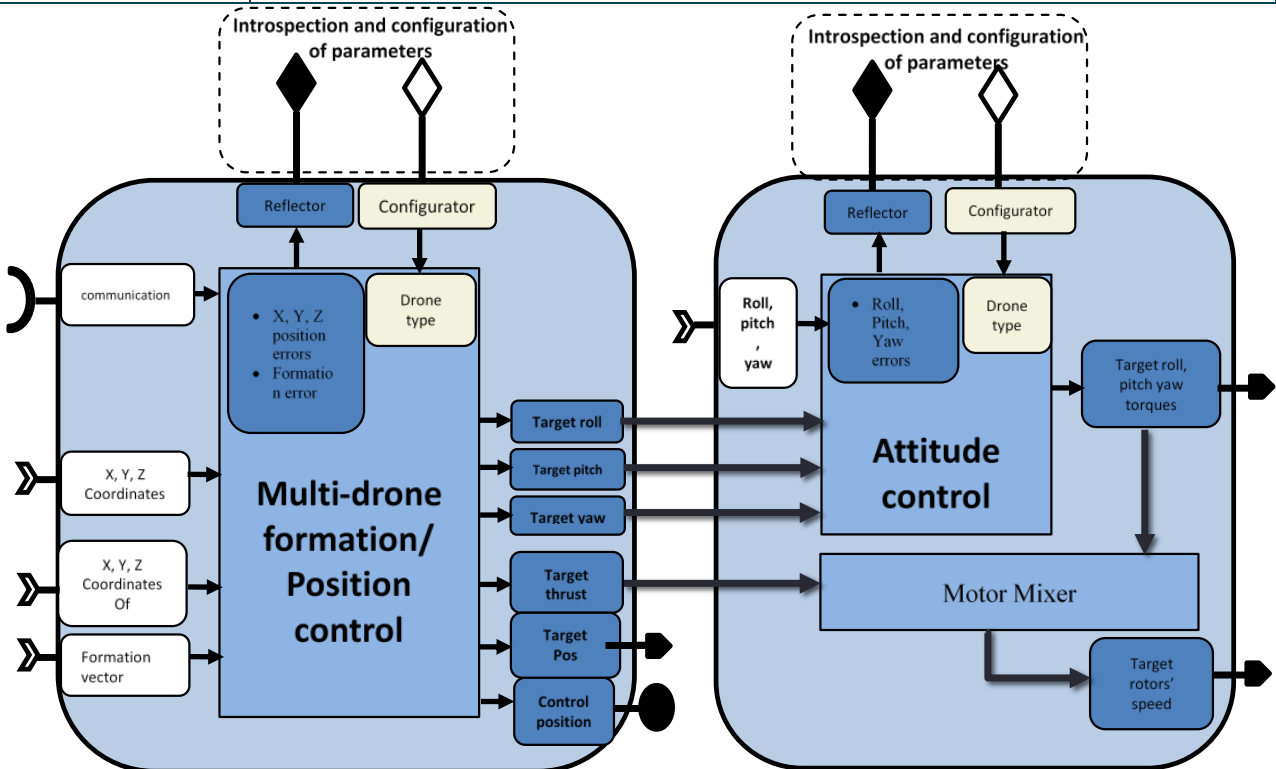 Introspection and configuration
of parameters
Reflector
Configurator
communication
• X, Y, Z
position
errors
• Formatio
n error
Drone
type
X, Y, Z
Coordinates
X, Y, Z
Coordinates
Of
Formation
vector
Multi-drone
formation/
Position
control
Target roll
Target pitch
Target yaw
Target
thrust
Target
Pos
Control
position
Introspection and configuration
of parameters
Reflector
Configurator
Roll,
pitch
,
yaw
• Roll,
Pitch,
Yaw
errors
Drone
type
Attitude
control
Target roll,
pitch yaw
torques
Motor Mixer
Target
rotors’
speed